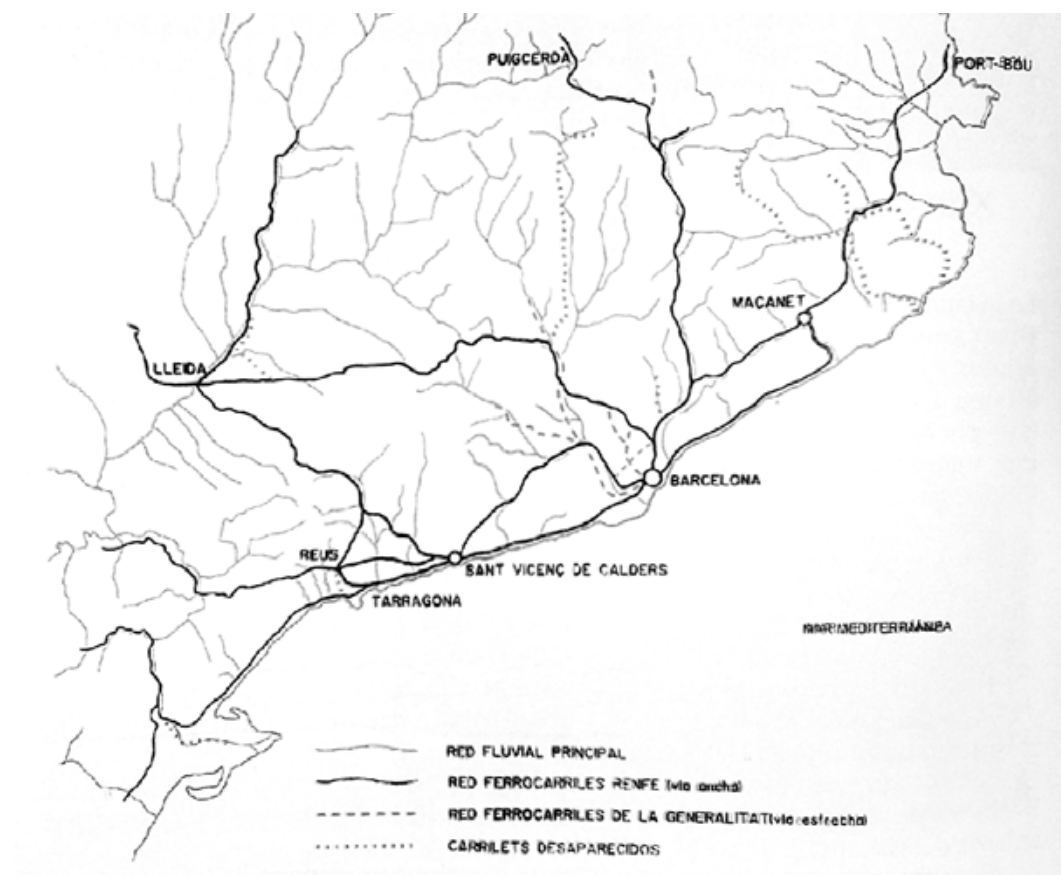 PUIGCERDA
PORT-BOU
MAÇANET
LLEIDA
BARCELONA
REUS
SANT VICENÇ DE CALDERS
TARRAGONA
MAR MEDITERRÀNEA
RED FLUVIAL PRINCIPAL
RED FERROCARRILES RENFE (via ancha)
RED FERROCARRILES DE LA GENERALITAT (via estrecha)
CARRILETS DESAPARECIDOS